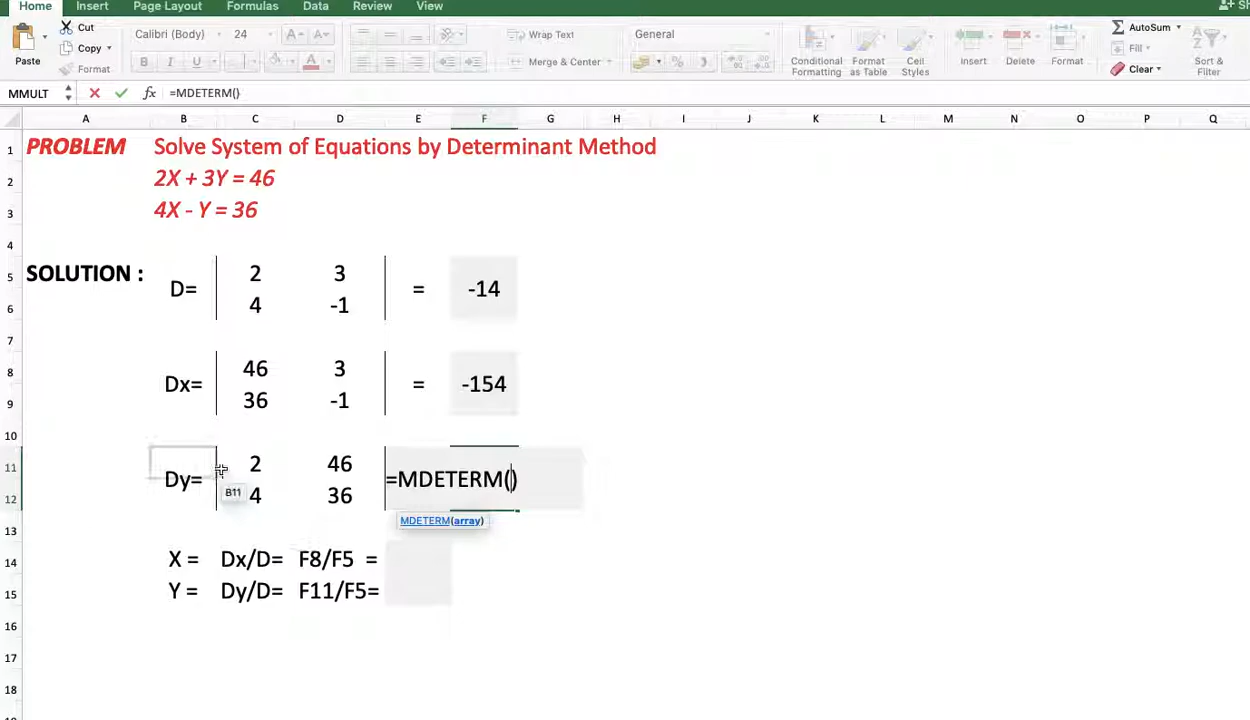 Home Insert Page Layout Formulas Data Review View
Cut
Copy
Format
Paste
Calibri (Body) 24
A A
B I U A
Wrap Text
Merge & Center
General
%
Conditional Formatting
Format as Table
Cell Styles
Insert
Delete
Format
AutoSum
Fill
Clear
Sort & Filter
MMULT fx =MDETERM()
A B C D E F G H I J K L M N O P Q
1 PROBLEM Solve System of Equations by Determinant Method
2 2X + 3Y = 46
3 4X - Y = 36
4
5 SOLUTION : 2 3
D= = -14
6 4 -1
7
8 46 3
Dx= = -154
9 36 -1
10
11 2 46
Dy= =MDETERM()
12 4 36
B11
MDETERM(array)
13
14 X = Dx/D= F8/F5 =
15 Y = Dy/D= F11/F5=
16
17
18